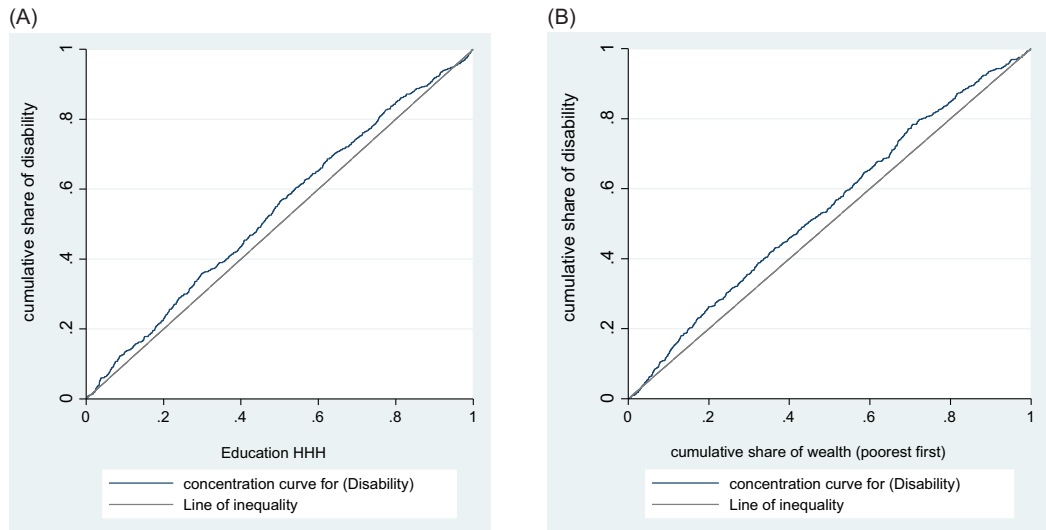 (A)
cumulative share of disability
1
.8
.6
.4
.2
0
0 .2 .4 .6 .8 1
Education HHH
concentration curve for (Disability)
Line of inequality
(B)
cumulative share of disability
1
.8
.6
.4
.2
0
0 .2 .4 .6 .8 1
cumulative share of wealth (poorest first)
concentration curve for (Disability)
Line of inequality